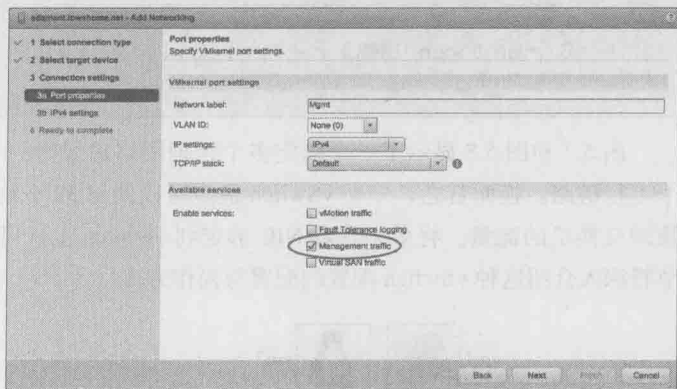 edismont.lowehome.net - Add Networking
1 Select connection type
2 Select target device
3 Connection settings
3a Port properties
3b IPv4 settings
4 Ready to complete
Port properties
Specify VMkernel port settings.
VMkernel port settings
Network label:
Mgmt
VLAN ID:
None (0)
IP settings:
IPv4
TCP/IP stack:
Default
Available services
Enable services:
vMotion traffic
Fault Tolerance logging
Management traffic
Virtual SAN traffic
Back
Next
Finish
Cancel